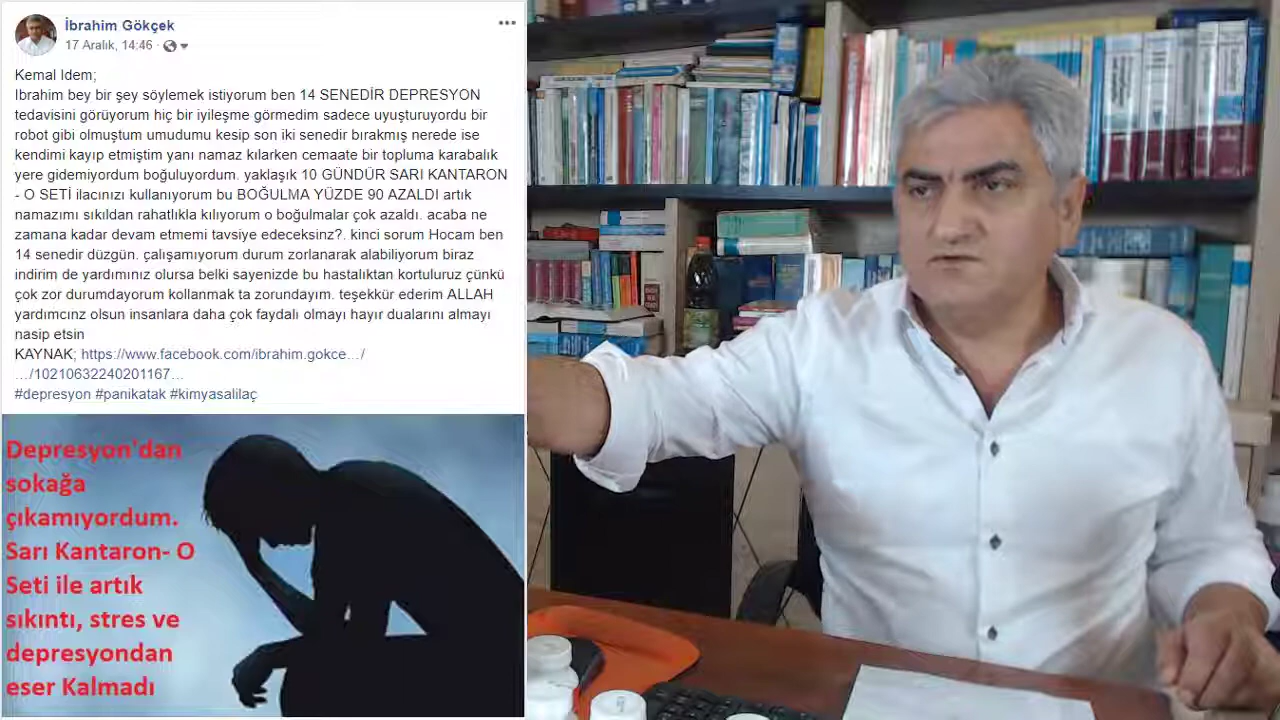 İbrahim Gökçek
17 Aralık, 14:46
Kemal Idem;
Ibrahim bey bir şey söylemek istiyorum ben 14 SENEDİR DEPRESYON
tedavisini görüyorum hiç bir iyileşme görmedim sadece uyuşturuyordu bir
robot gibi olmuştum umudumu kesip son iki senedir bırakmış nerede ise
kendimi kayıp etmiştim yanı namaz kılarken cemaate bir topluma karabalık
yere gidemiyordum boğuluyordum. yaklaşık 10 GÜNDÜR SARI KANTARON
- O SETİ ilacınızı kullanıyorum bu BOĞULMA YÜZDE 90 AZALDI artık
namazımı sıkıldan rahatlıkla kılıyorum o boğulmalar çok azaldı. acaba ne
zamana kadar devam etmemi tavsiye edeceksinz?. kinci sorum Hocam ben
14 senedir düzgün. çalışamıyorum durum zorlanarak alabiliyorum biraz
indirim de yardımınız olursa belki sayenizde bu hastalıktan kortuluruz çünkü
çok zor durumdayorum kollanmak ta zorundayım. teşekkür ederim ALLAH
yardımcınz olsun insanlara daha çok faydalı olmayı hayır dualarını almayı
nasip etsin
KAYNAK; https://www.facebook.com/ibrahim.gokce…/
…/10210632240201167…
#depresyon #panikatak #kimyasalilaç
Depresyon'dan
sokağa
çıkamıyordum.
Sarı Kantaron- O
Seti ile artık
sıkıntı, stres ve
depresyondan
eser Kalmadı